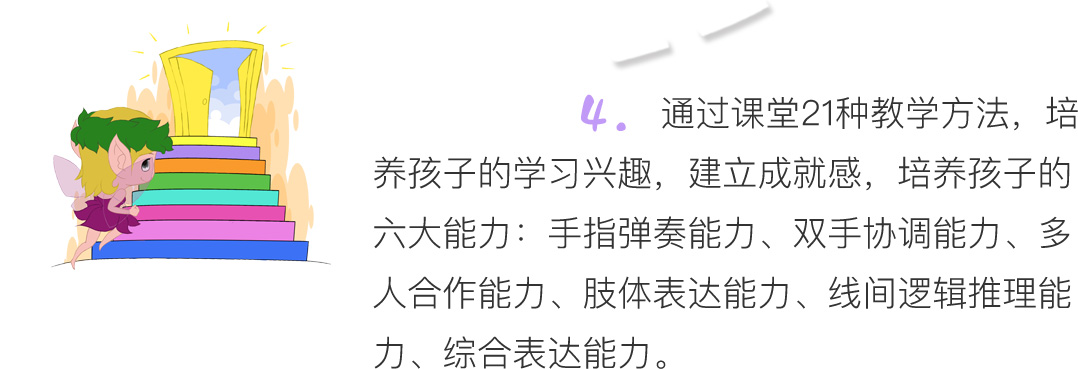 4. 通过课堂21种教学方法，培
养孩子的学习兴趣，建立成就感，培养孩子的
六大能力：手指弹奏能力、双手协调能力、多
人合作能力、肢体表达能力、线间逻辑推理能
力、综合表达能力。